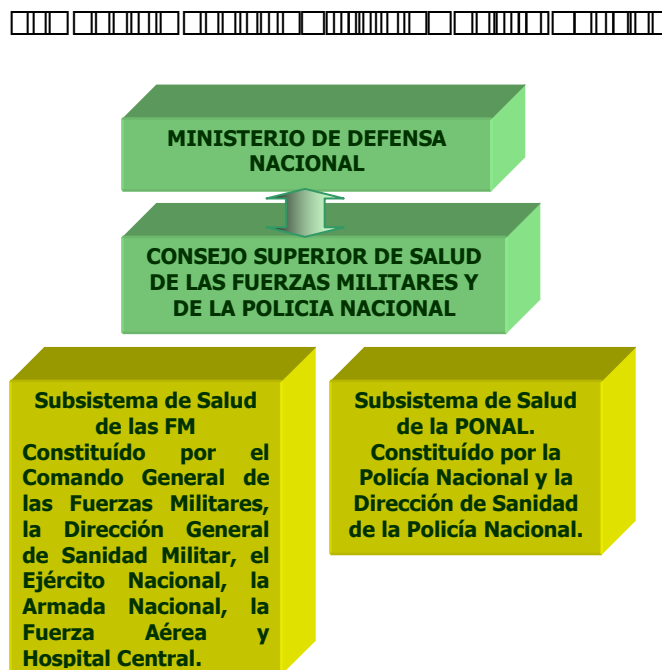 MINISTERIO DE DEFENSA
NACIONAL
CONSEJO SUPERIOR DE SALUD
DE LAS FUERZAS MILITARES Y
DE LA POLICIA NACIONAL
Subsistema de Salud
de las FM
Constituído por el
Comando General de
las Fuerzas Militares,
la Dirección General
de Sanidad Militar, el
Ejército Nacional, la
Armada Nacional, la
Fuerza Aérea y
Hospital Central.
Subsistema de Salud
de la PONAL.
Constituído por la
Policía Nacional y la
Dirección de Sanidad
de la Policía Nacional.